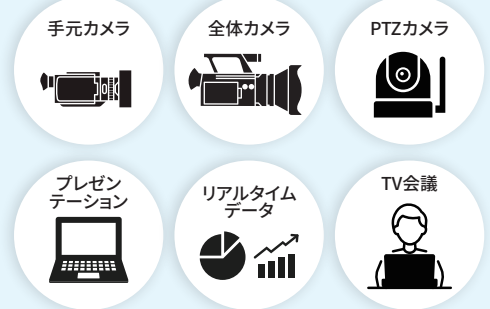 手元カメラ
全体カメラ
PTZカメラ
プレゼン
テーション
リアルタイム
データ
TV会議